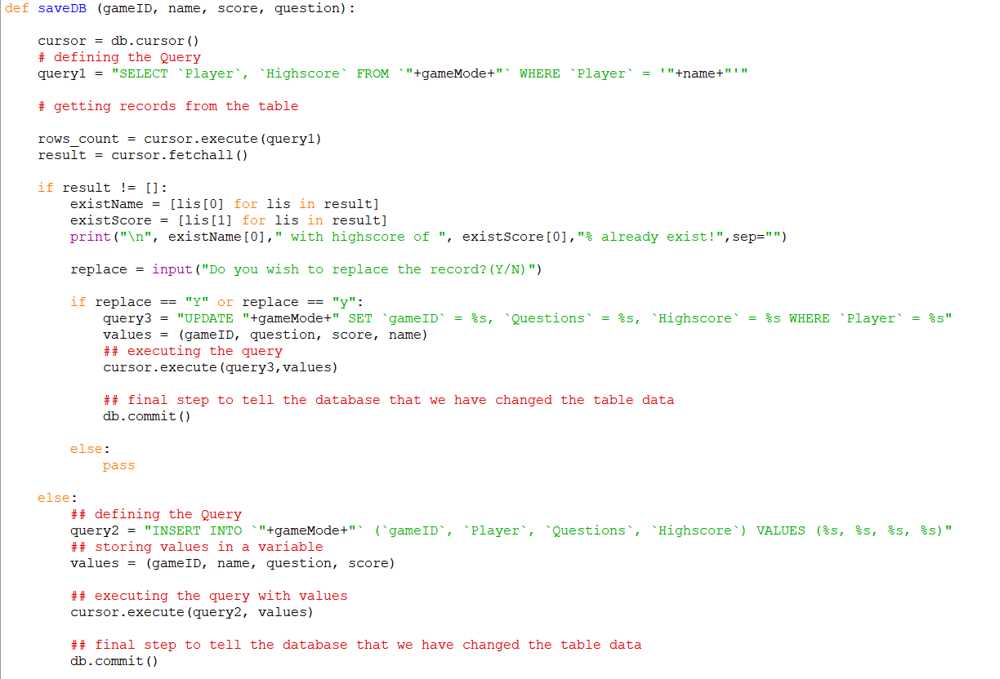 def saveDB (gameID, name, score, question):
cursor = db.cursor()
# defining the Query
query1 = "SELECT `Player`, `Highscore` FROM `"+gameMode+"` WHERE `Player` = '"+name+"'"
# getting records from the table
rows_count = cursor.execute(query1)
result = cursor.fetchall()
if result != []:
existName = [lis[0] for lis in result]
existScore = [lis[1] for lis in result]
print("\n", existName[0]," with highscore of ", existScore[0],"% already exist!",sep="")
replace = input("Do you wish to replace the record?(Y/N)")
if replace == "Y" or replace == "y":
query3 = "UPDATE "+gameMode+" SET `gameID` = %s, `Questions` = %s, `Highscore` = %s WHERE `Player` = %s"
values = (gameID, question, score, name)
## executing the query
cursor.execute(query3,values)
## final step to tell the database that we have changed the table data
db.commit()
else:
pass
else:
## defining the Query
query2 = "INSERT INTO `"+gameMode+"` (`gameID`, `Player`, `Questions`, `Highscore`) VALUES (%s, %s, %s, %s)"
## storing values in a variable
values = (gameID, name, question, score)
## executing the query with values
cursor.execute(query2, values)
## final step to tell the database that we have changed the table data
db.commit()